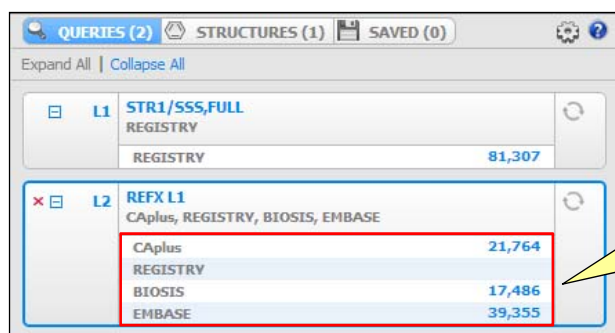 QUERIES (2) STRUCTURES (1) SAVED (0)
Expand All | Collapse All
L1 STR1/SSS,FULL
REGISTRY
REGISTRY 81,307
L2 REFX L1
CAplus, REGISTRY, BIOSIS, EMBASE
CAplus 21,764
REGISTRY
BIOSIS 17,486
EMBASE 39,355